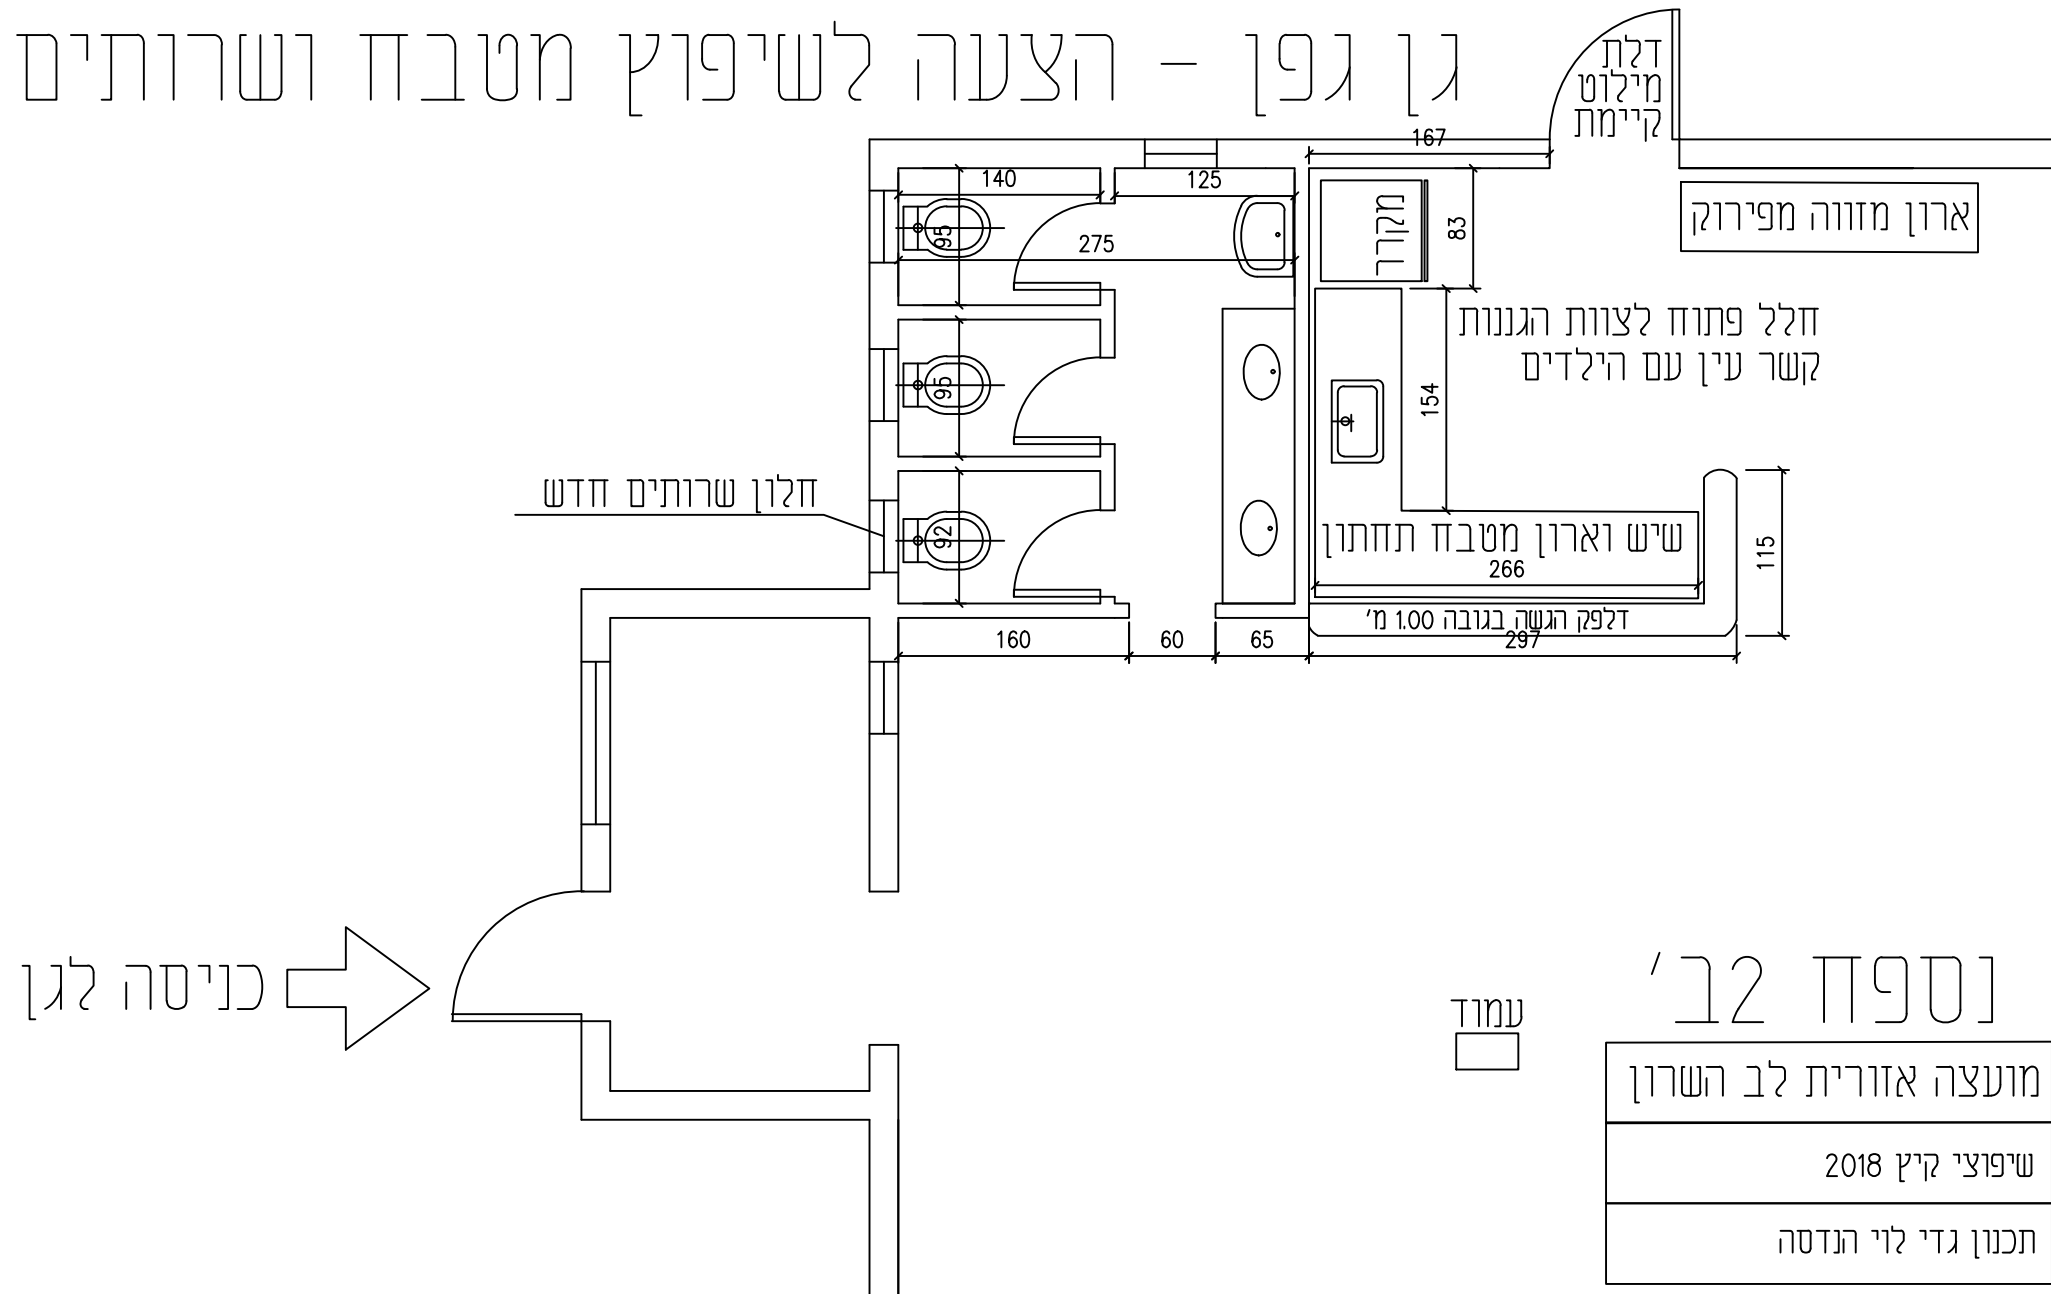 גן גפן - הצעה לשיפוץ מטבח ושרותים
דלת
מילוט
קיימת
167
140
125
95
275
מקרר
83
ארון מזווה מפירוק
חלל פתוח לצוות הגננות
קשר עין עם הילדים
95
154
חלון שרותים חדש
92
שיש וארון מטבח תחתון
266
115
דלפק הגשה בגובה 1.00 מ'
160
60
65
297
כניסה לגן
עמוד
נספח 2ב'
מועצה אזורית לב השרון
שיפוצי קיץ 2018
תכנון גדי לוי הנדסה